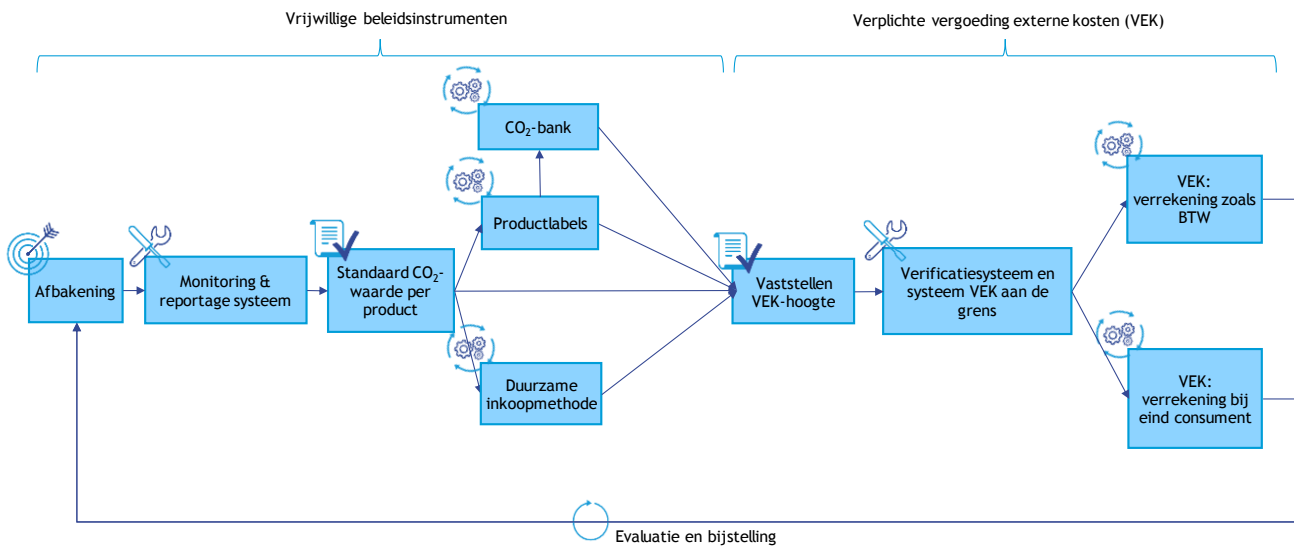 Vrijwillige beleidsinstrumenten
Verplichte vergoeding externe kosten (VEK)
CO₂-bank
Productlabels
Afbakening
Monitoring &
reportage systeem
Standaard CO₂-
waarde per
product
Duurzame
inkoopmethode
Vaststellen
VEK-hoogte
Verificatiesysteem en
systeem VEK aan de
grens
VEK:
verrekening zoals
BTW
VEK:
verrekening bij
eind consument
Evaluatie en bijstelling